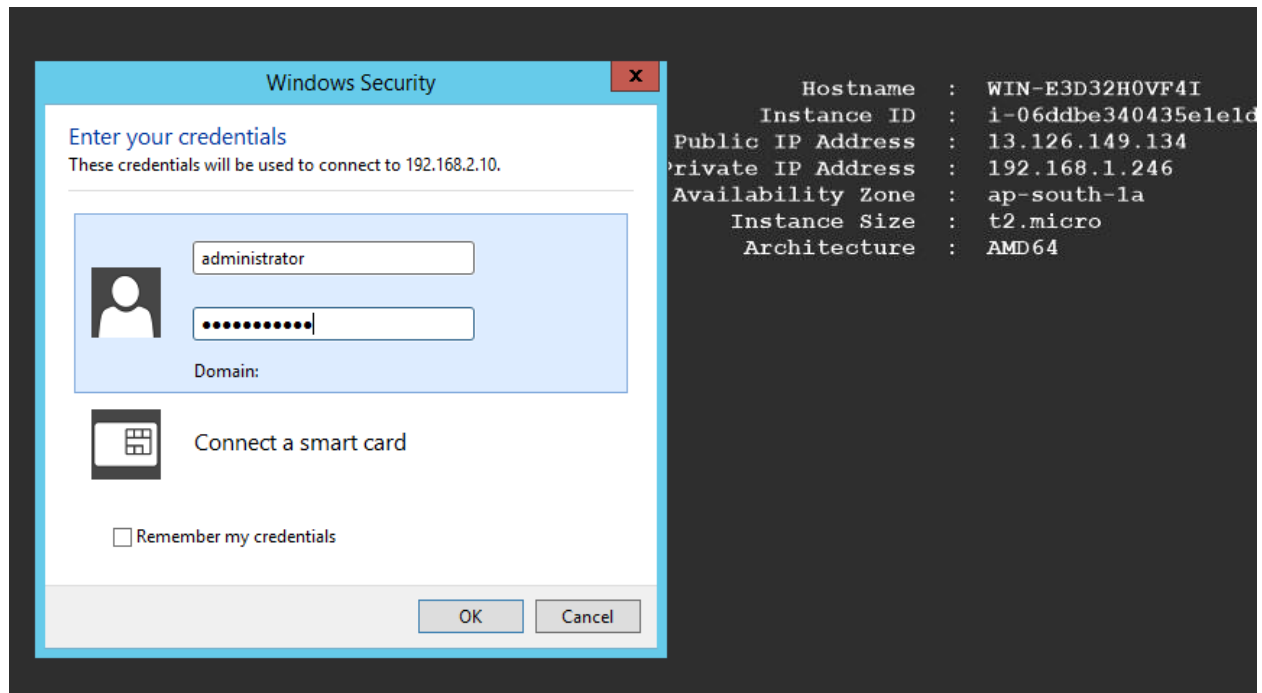 Windows Security
x
Enter your credentials
These credentials will be used to connect to 192.168.2.10.
administrator
•••••••••••
Domain:
Connect a smart card
Remember my credentials
OK Cancel
Hostname : WIN-E3D32H0VF4I
Instance ID : i-06ddbe340435e1e1d
Public IP Address : 13.126.149.134
rivate IP Address : 192.168.1.246
Availability Zone : ap-south-1a
Instance Size : t2.micro
Architecture : AMD64